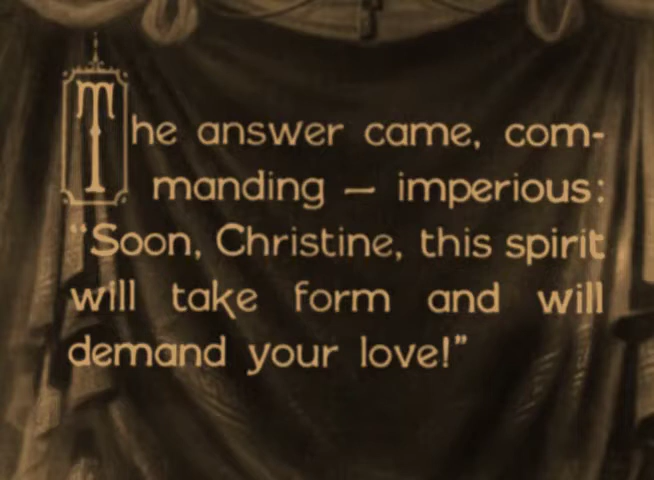 The answer came, com-
manding — imperious:
“Soon, Christine, this spirit
will take form and will
demand your love!”